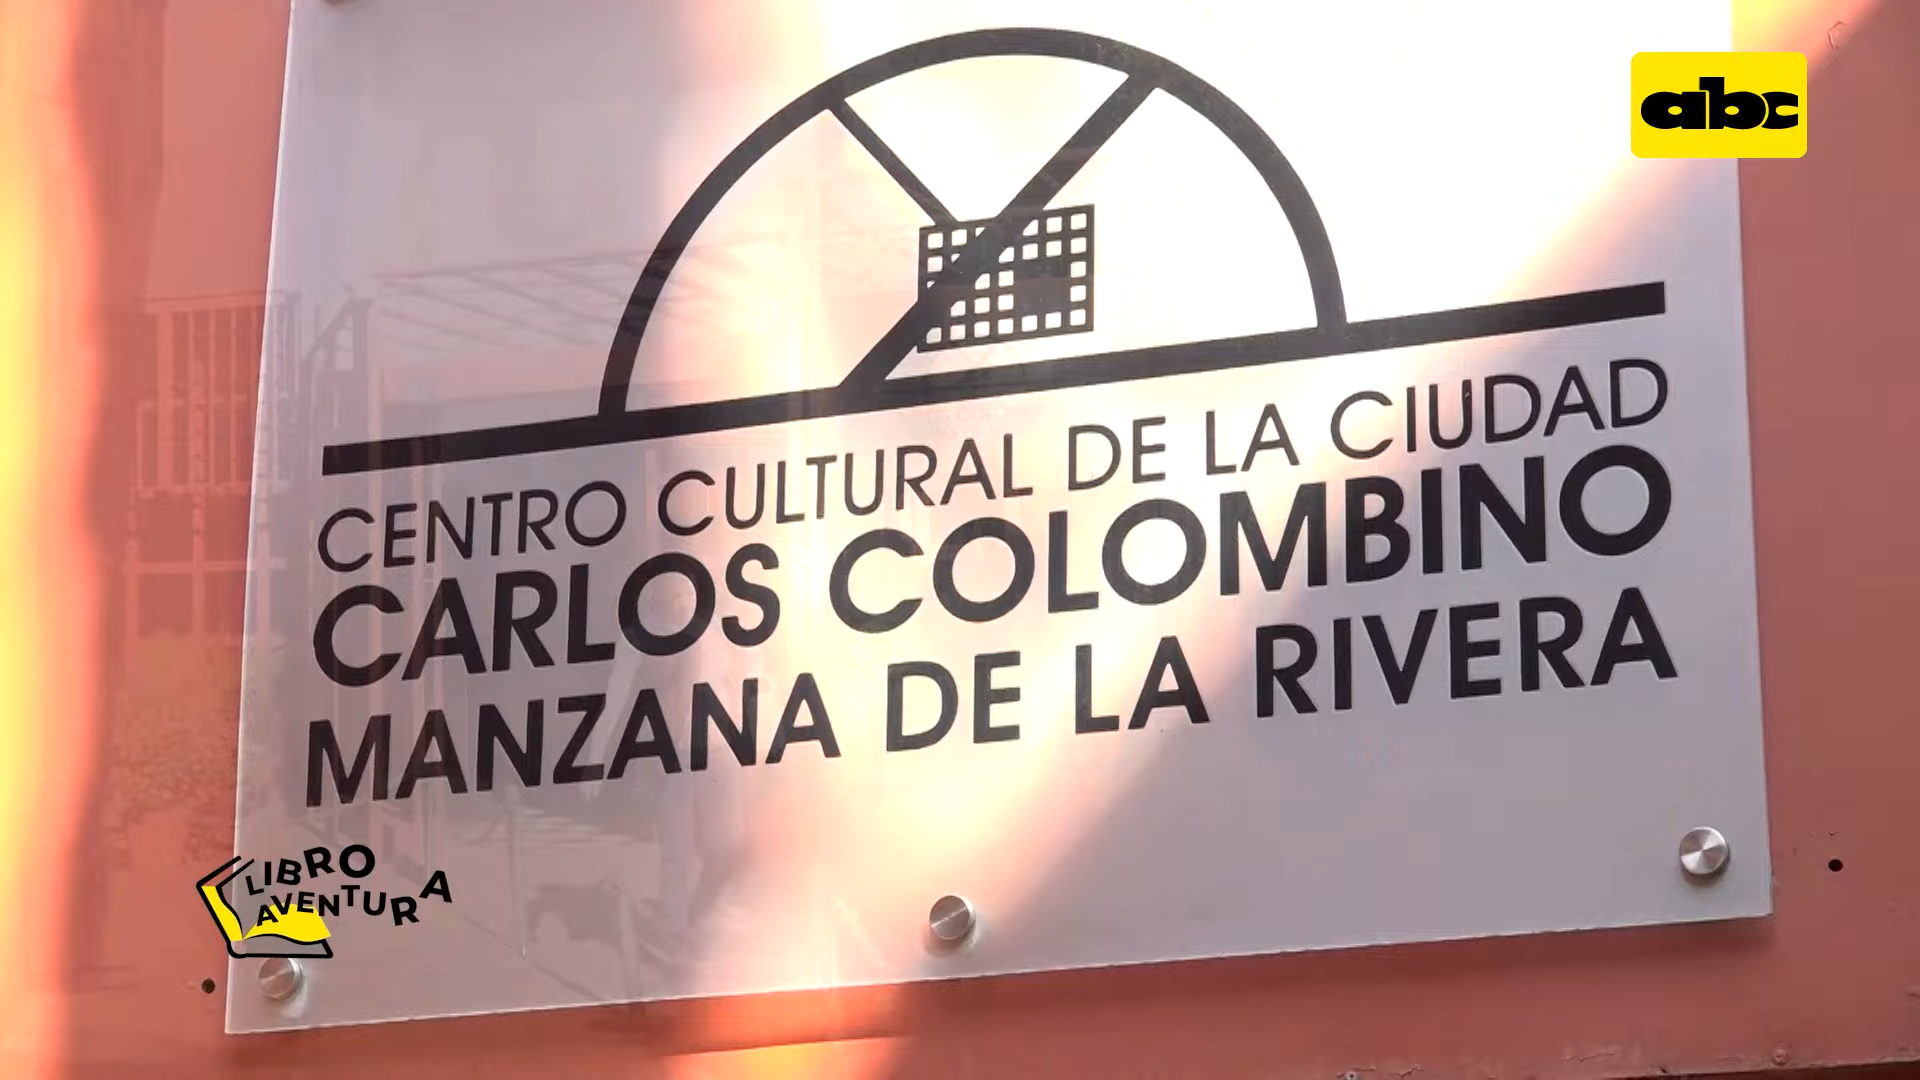 abc
CENTRO CULTURAL DE LA CIUDAD
CARLOS COLOMBINO
MANZANA DE LA RIVERA
LIBRO
AVENTURA